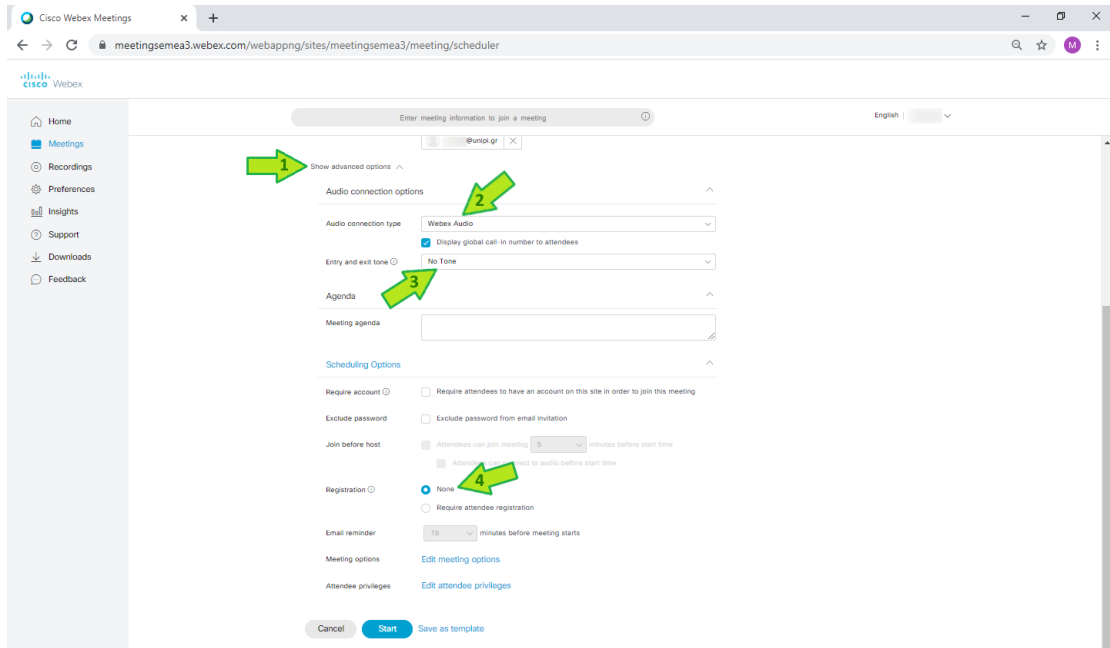 Cisco Webex Meetings
meetingsemea3.webex.com/webappng/sites/meetingsemea3/meeting/scheduler
M
CISCO Webex
Enter meeting information to join a meeting
English
Home
Meetings
Recordings
Preferences
Insights
Support
Downloads
Feedback
@unipi.gr
1
Show advanced options
Audio connection options
2
Audio connection type Webex Audio
Display global call-in number to attendees
Entry and exit tone No Tone
3
Agenda
Meeting agenda
Scheduling Options
Require account Require attendees to have an account on this site in order to join this meeting
Exclude password Exclude password from email invitation
Join before host Attendees can join meeting 5 minutes before start time
to audio before start time
4
Registration None
Require attendee registration
Email reminder 15 minutes before meeting starts
Meeting options Edit meeting options
Attendee privileges Edit attendee privileges
Cancel Start Save as template